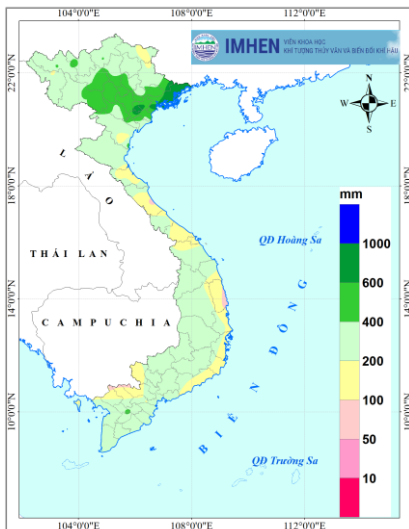 104°0'0"E 108°0'0"E 112°0'0"E
IMHEN
VIỆN KHOA HỌC
KHÍ TƯỢNG THỦY VĂN VÀ BIẾN ĐỔI KHÍ HẬU
22°0'0"N 22°0'0"N
N
W E
S
LÀO
18°0'0"N 18°0'0"N
mm
1000
600
400
200
100
50
10
QĐ Hoàng Sa
THÁI LAN
14°0'0"N 14°0'0"N
CAMPUCHIA
BIỂN ĐÔNG
10°0'0"N 10°0'0"N
QĐ Trường Sa
104°0'0"E 108°0'0"E 112°0'0"E